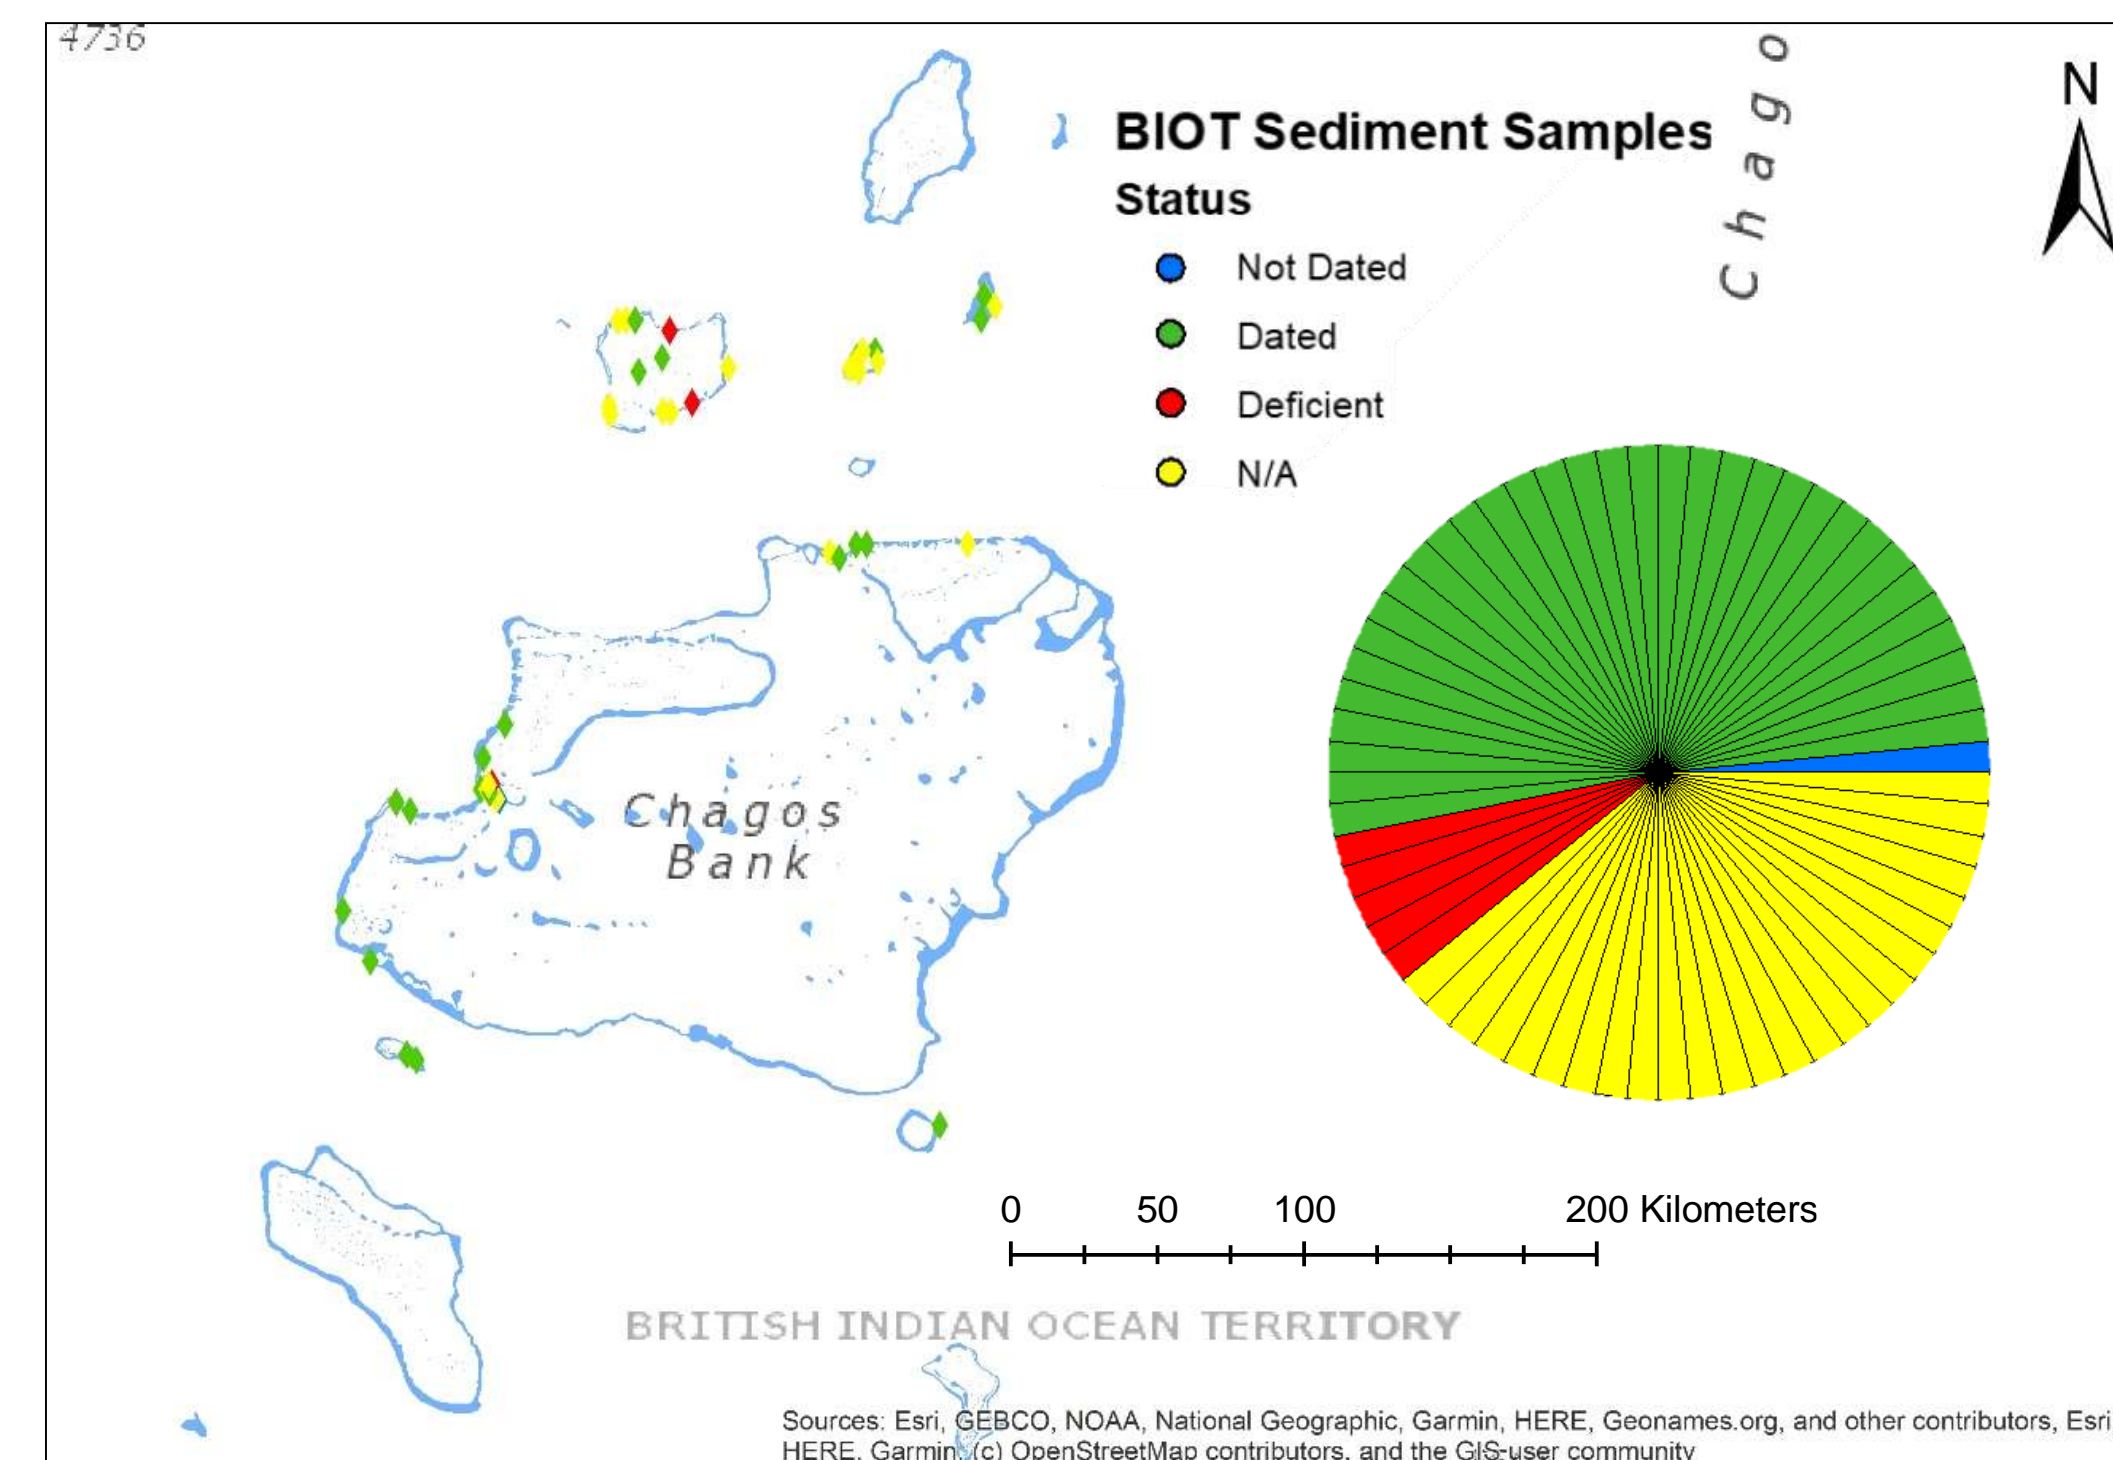 4736
Chago
N
BIOT Sediment Samples
Status
Not Dated
Dated
Deficient
N/A
Chagos
Bank
0 50 100 200 Kilometers
BRITISH INDIAN OCEAN TERRITORY
Sources: Esri, GEBCO, NOAA, National Geographic, Garmin, HERE, Geonames.org, and other contributors, Esri
HERE, Garmin, (c) OpenStreetMap contributors, and the GIS user community